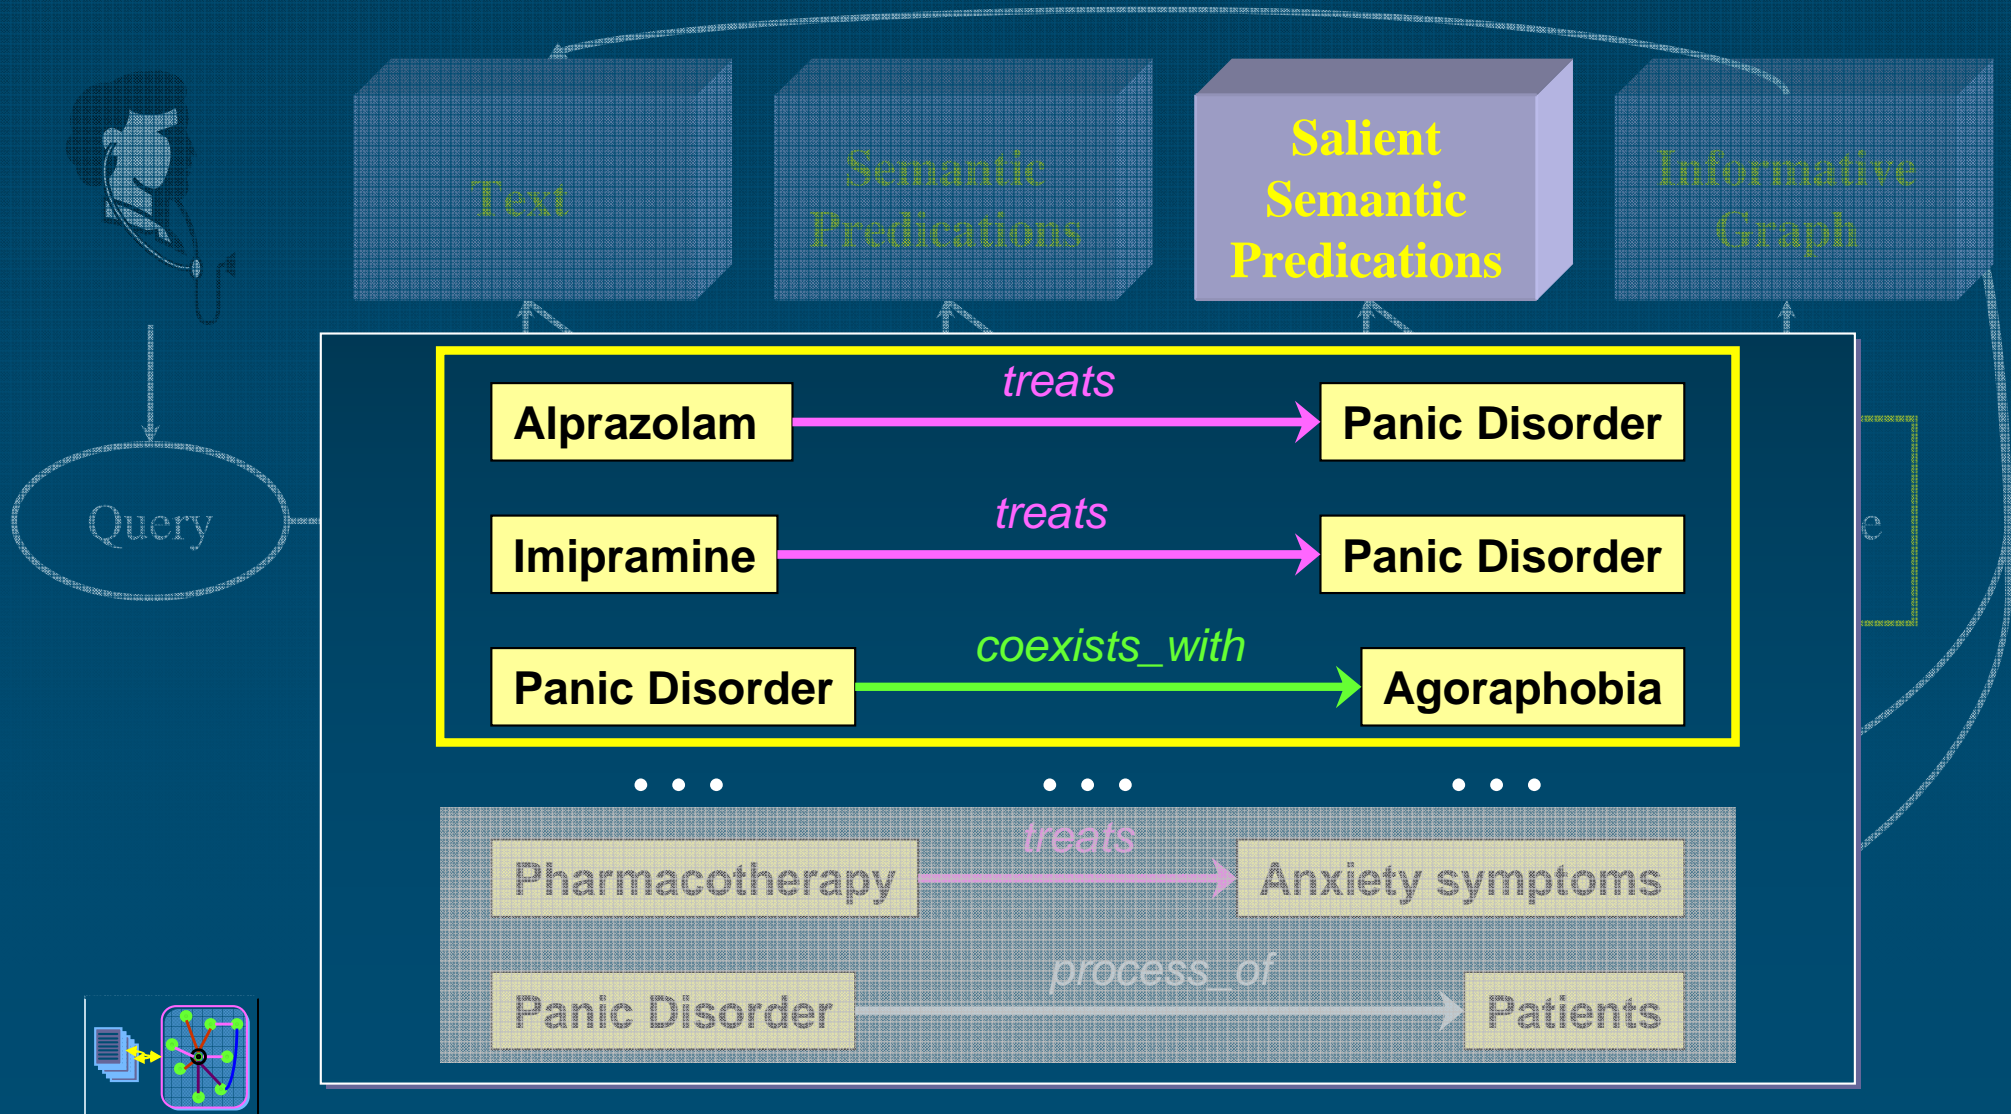 Text
Semantic
Predications
Salient
Semantic
Predications
Informative
Graph
Query
e
treats
Alprazolam
Panic Disorder
treats
Imipramine
Panic Disorder
coexists_with
Panic Disorder
Agoraphobia
... ... ...
treats
Pharmacotherapy
Anxiety symptoms
process_of
Panic Disorder
Patients